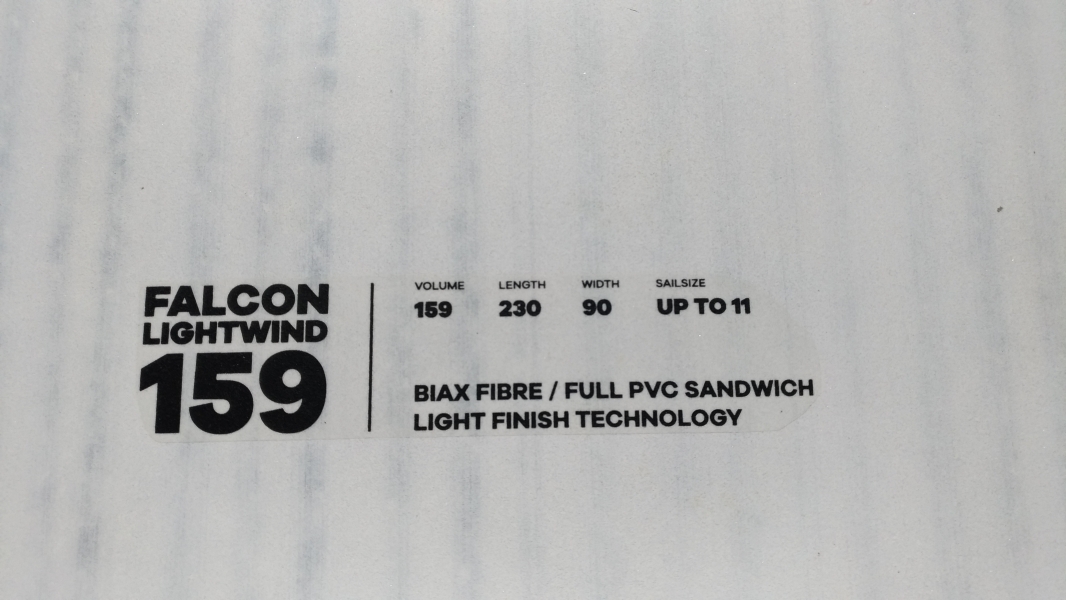 FALCON
LIGHTWIND
159
VOLUME LENGTH WIDTH SAILSIZE
159 230 90 UP TO 11
BIAX FIBRE / FULL PVC SANDWICH
LIGHT FINISH TECHNOLOGY